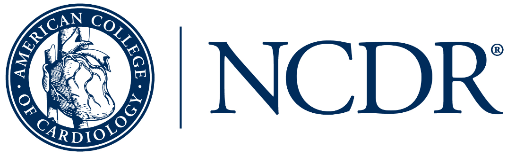 · AMERICAN COLLEGE ·
OF CARDIOLOGY
NCDR®